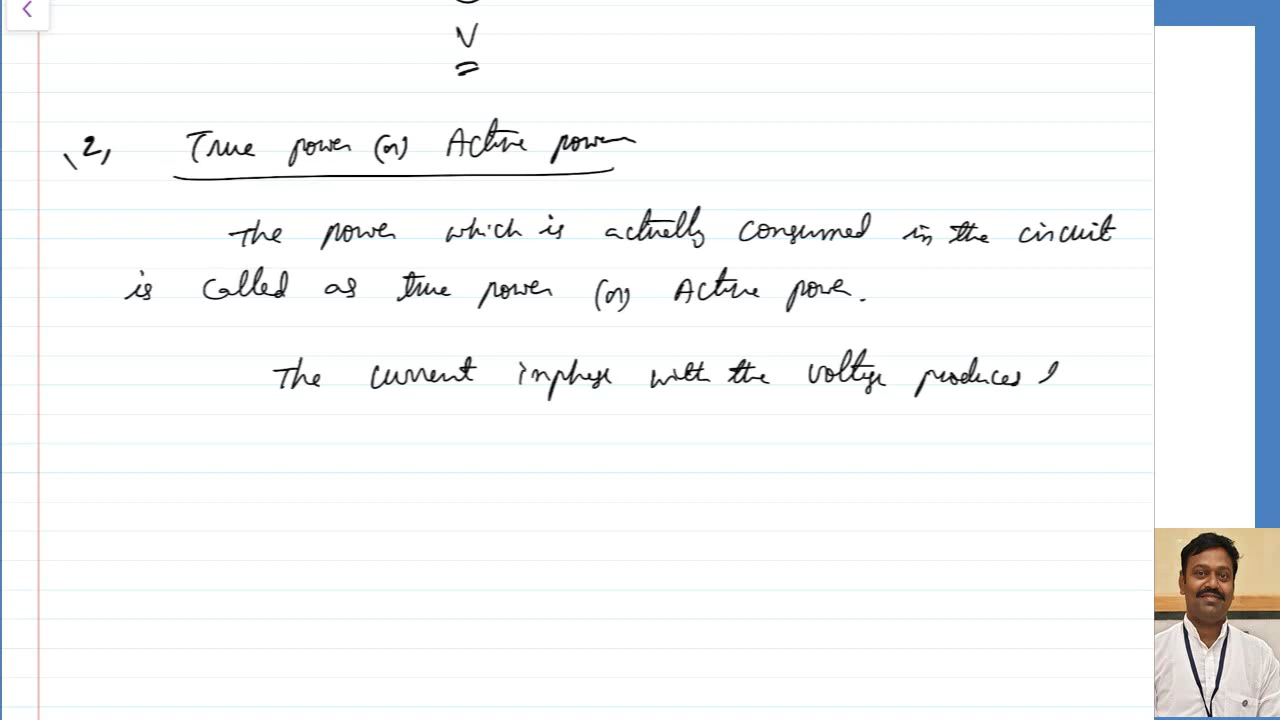 V
2, True power (or) Active power
The power which is actually consumed in the circuit
is called as true power (or) Active power.
The current inphase with the voltage produces